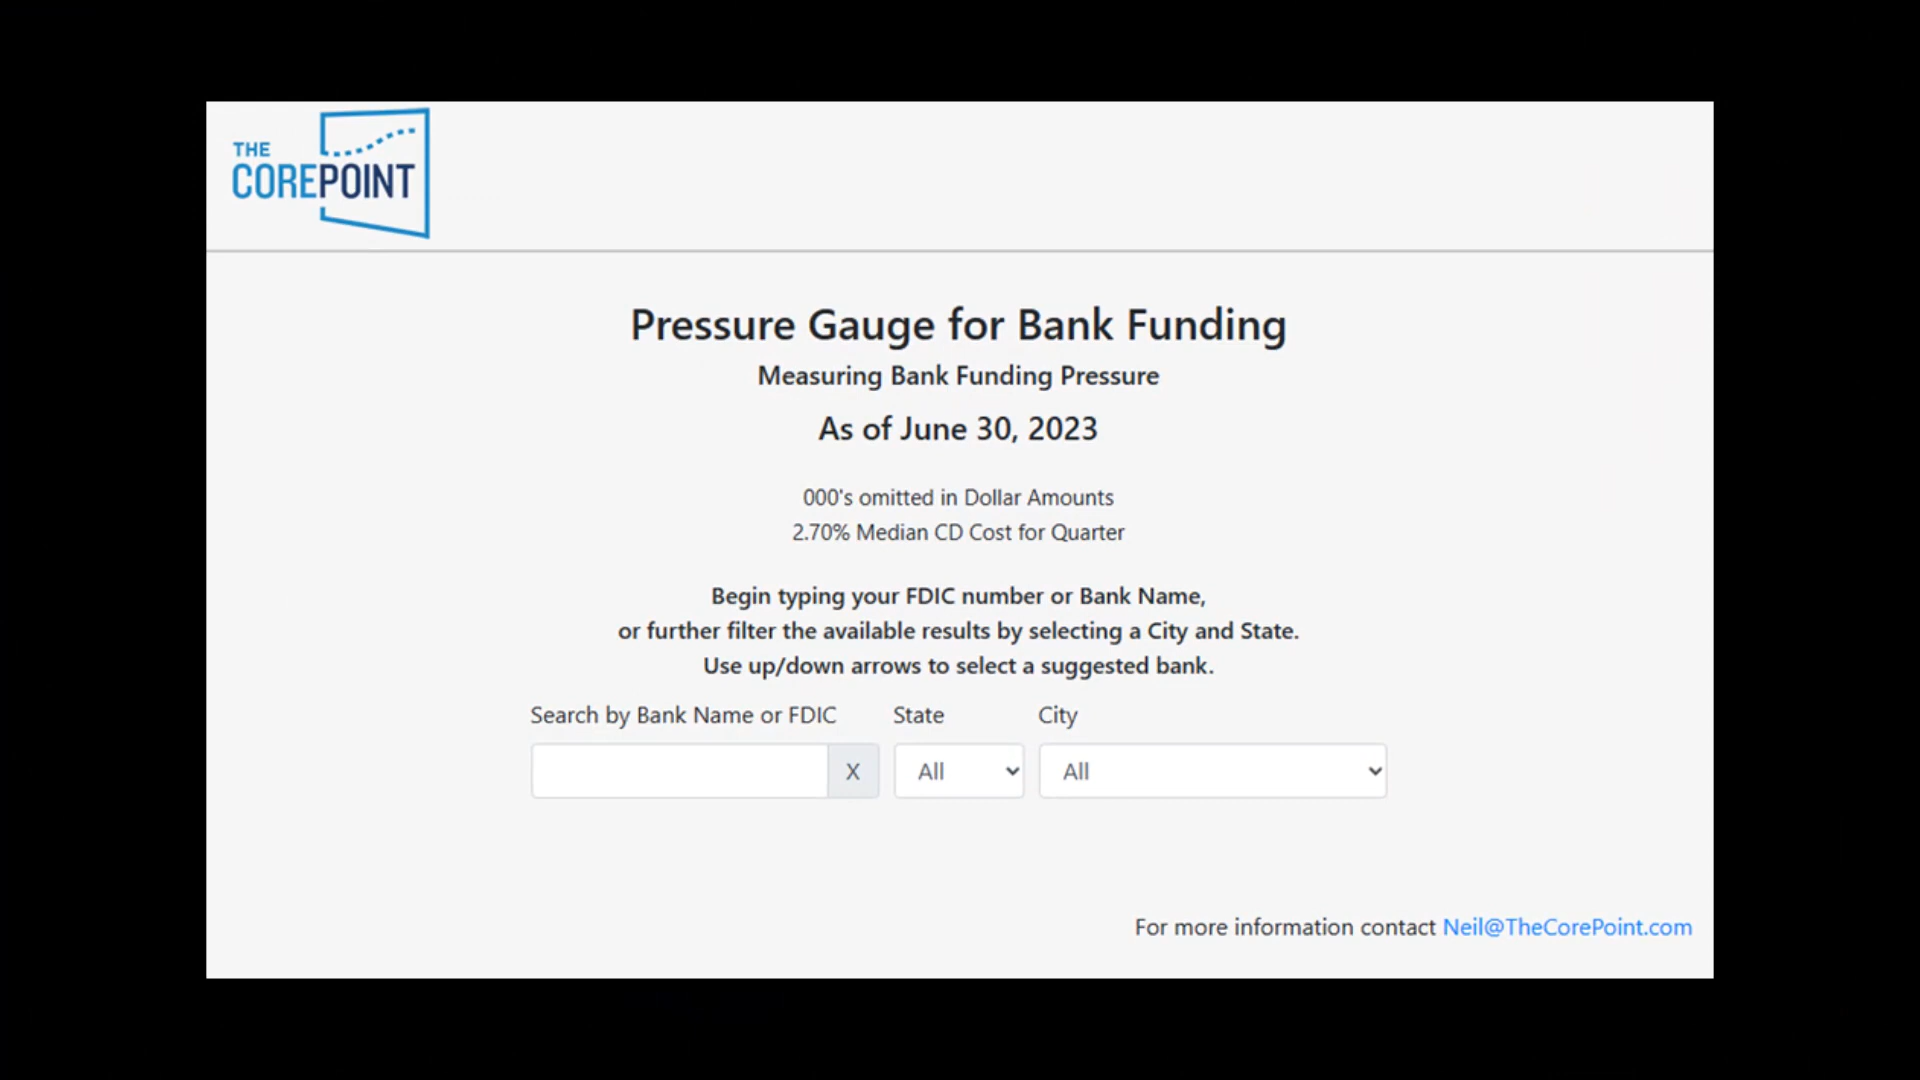 THE
COREPOINT
Pressure Gauge for Bank Funding
Measuring Bank Funding Pressure
As of June 30, 2023
000's omitted in Dollar Amounts
2.70% Median CD Cost for Quarter
Begin typing your FDIC number or Bank Name,
or further filter the available results by selecting a City and State.
Use up/down arrows to select a suggested bank.
Search by Bank Name or FDIC State City
X All All
For more information contact Neil@TheCorePoint.com